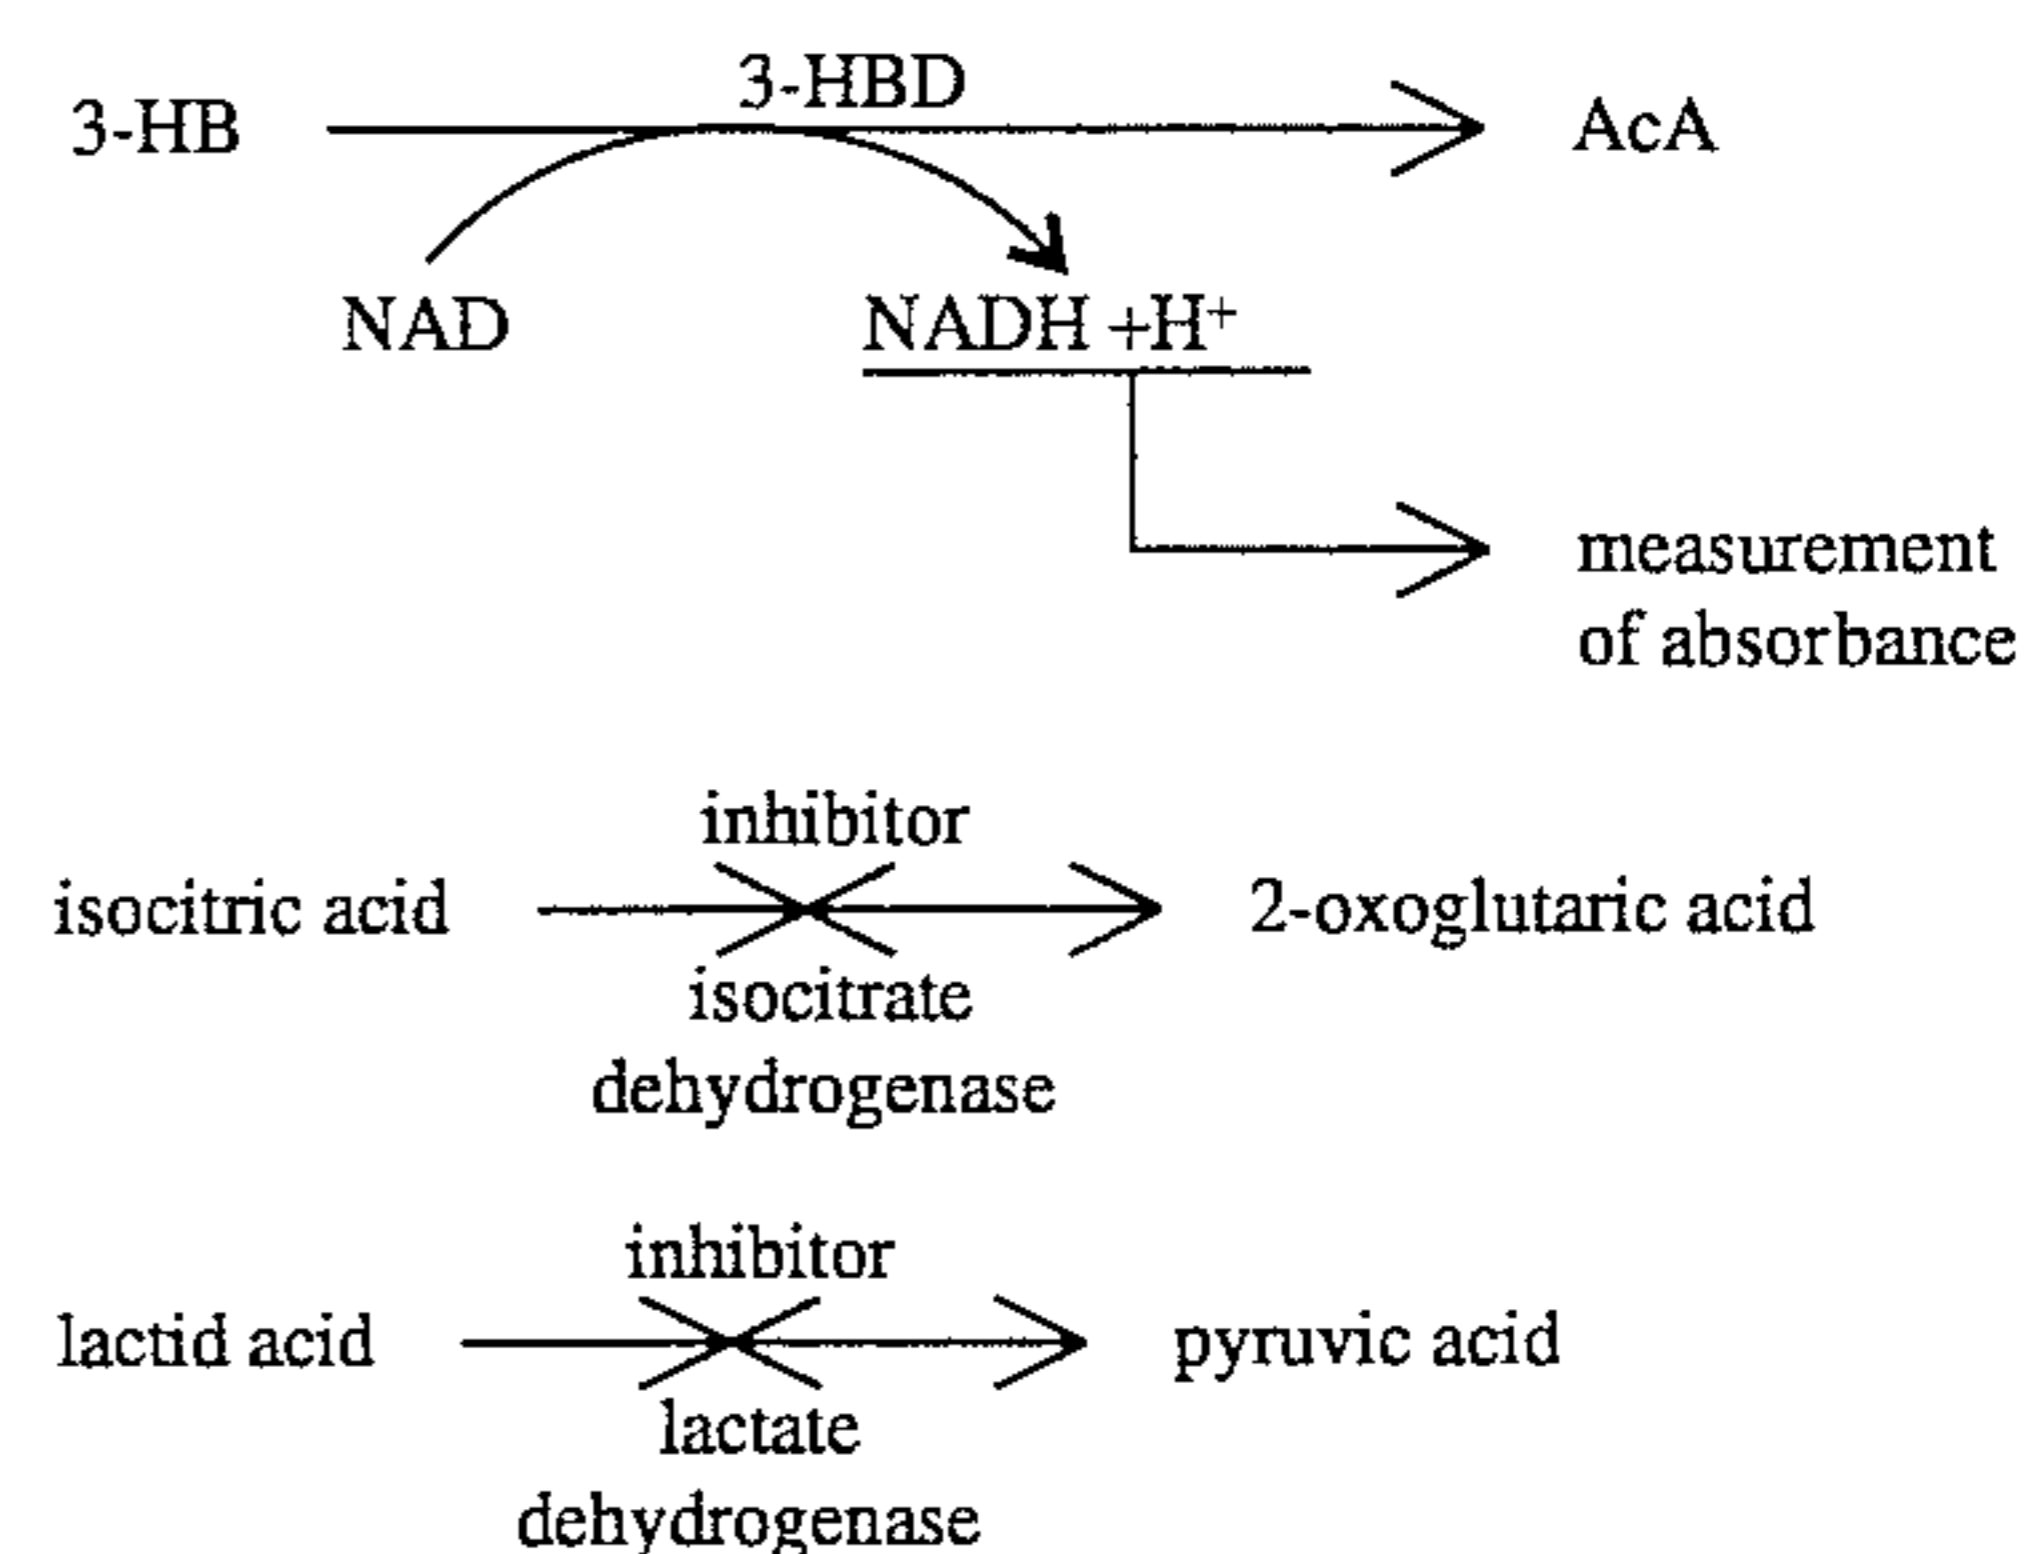 3-HBD
3-HB
AcA
NAD
NADH +H⁺
measurement
of absorbance
inhibitor
isocitric acid
2-oxoglutaric acid
isocitrate
dehydrogenase
inhibitor
lactid acid
pyruvic acid
lactate
dehydrogenase